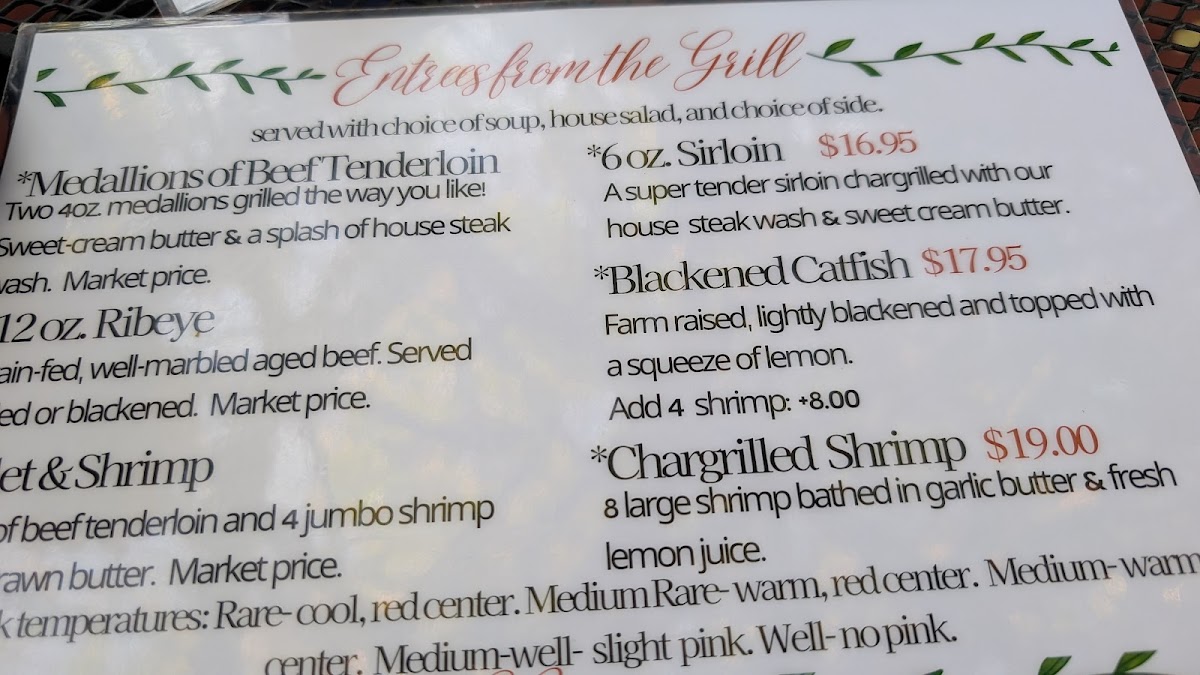 Entrees from the Grill
served with choice of soup, house salad, and choice of side.
*Medallions of Beef Tenderloin
Two 4oz. medallions grilled the way you like!
Sweet-cream butter & a splash of house steak
wash. Market price.
12 oz. Ribeye
ain-fed, well-marbled aged beef. Served
ed or blackened. Market price.
let & Shrimp
of beef tenderloin and 4 jumbo shrimp
rawn butter. Market price.
*6 oz. Sirloin $16.95
A super tender sirloin chargrilled with our
house steak wash & sweet cream butter.
*Blackened Catfish $17.95
Farm raised, lightly blackened and topped with
a squeeze of lemon.
Add 4 shrimp: +8.00
*Chargrilled Shrimp $19.00
8 large shrimp bathed in garlic butter & fresh
lemon juice.
k temperatures: Rare- cool, red center. Medium Rare- warm, red center. Medium- warm
center. Medium-well- slight pink. Well- no pink.